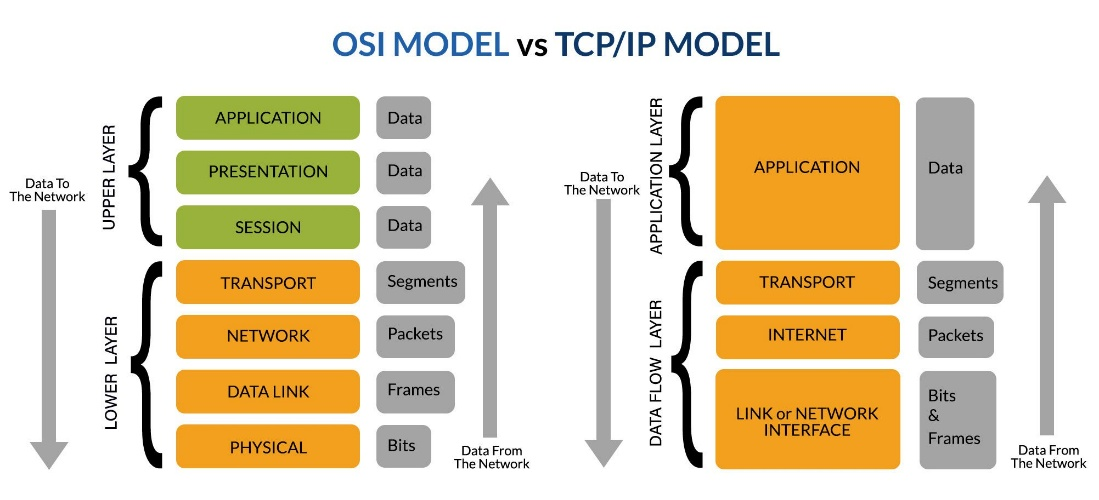 OSI MODEL vs TCP/IP MODEL
UPPER LAYER
APPLICATION
Data
PRESENTATION
Data
SESSION
Data
Data To
The Network
LOWER LAYER
TRANSPORT
Segments
NETWORK
Packets
DATA LINK
Frames
PHYSICAL
Bits
Data From
The Network
APPLICATION LAYER
APPLICATION
Data
Data To
The Network
DATA FLOW LAYER
TRANSPORT
Segments
INTERNET
Packets
LINK or NETWORK
INTERFACE
Bits
&
Frames
Data From
The Network